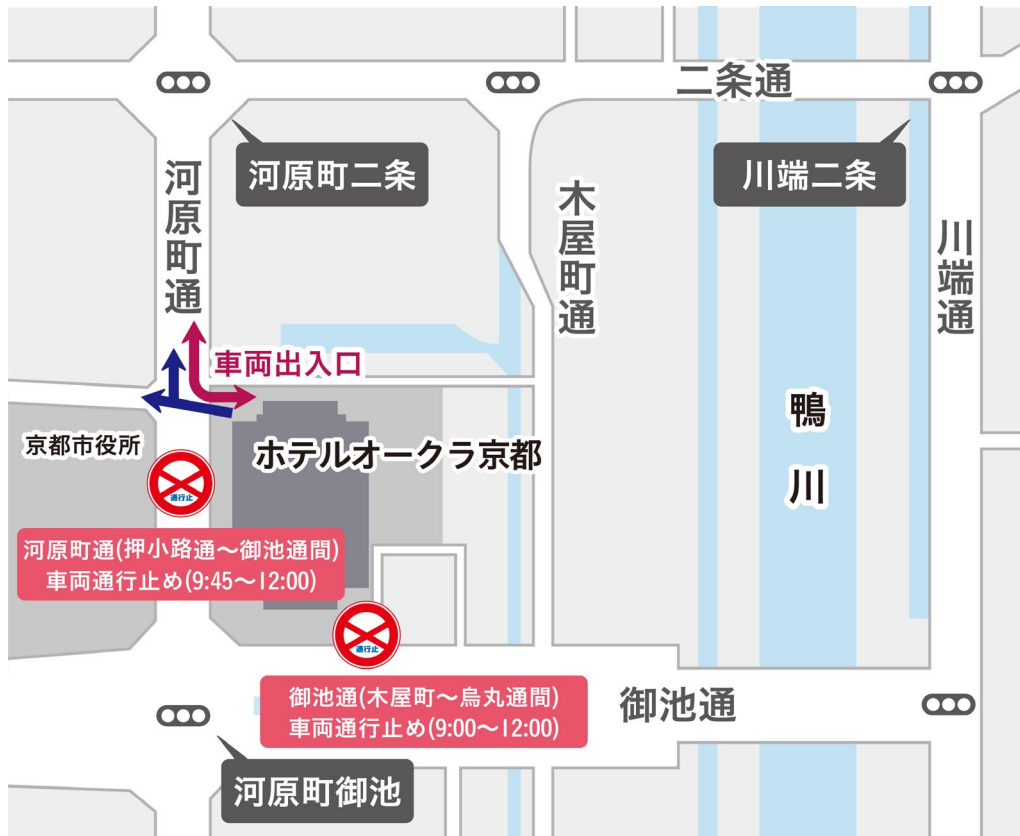 二条通
河原町二条
川端二条
河原町通
木屋町通
川端通
車両出入口
鴨川
京都市役所
ホテルオークラ京都
通行止
河原町通(押小路通〜御池通間)
車両通行止め(9:45〜12:00)
通行止
御池通(木屋町〜烏丸通間)
車両通行止め(9:00〜12:00)
御池通
河原町御池